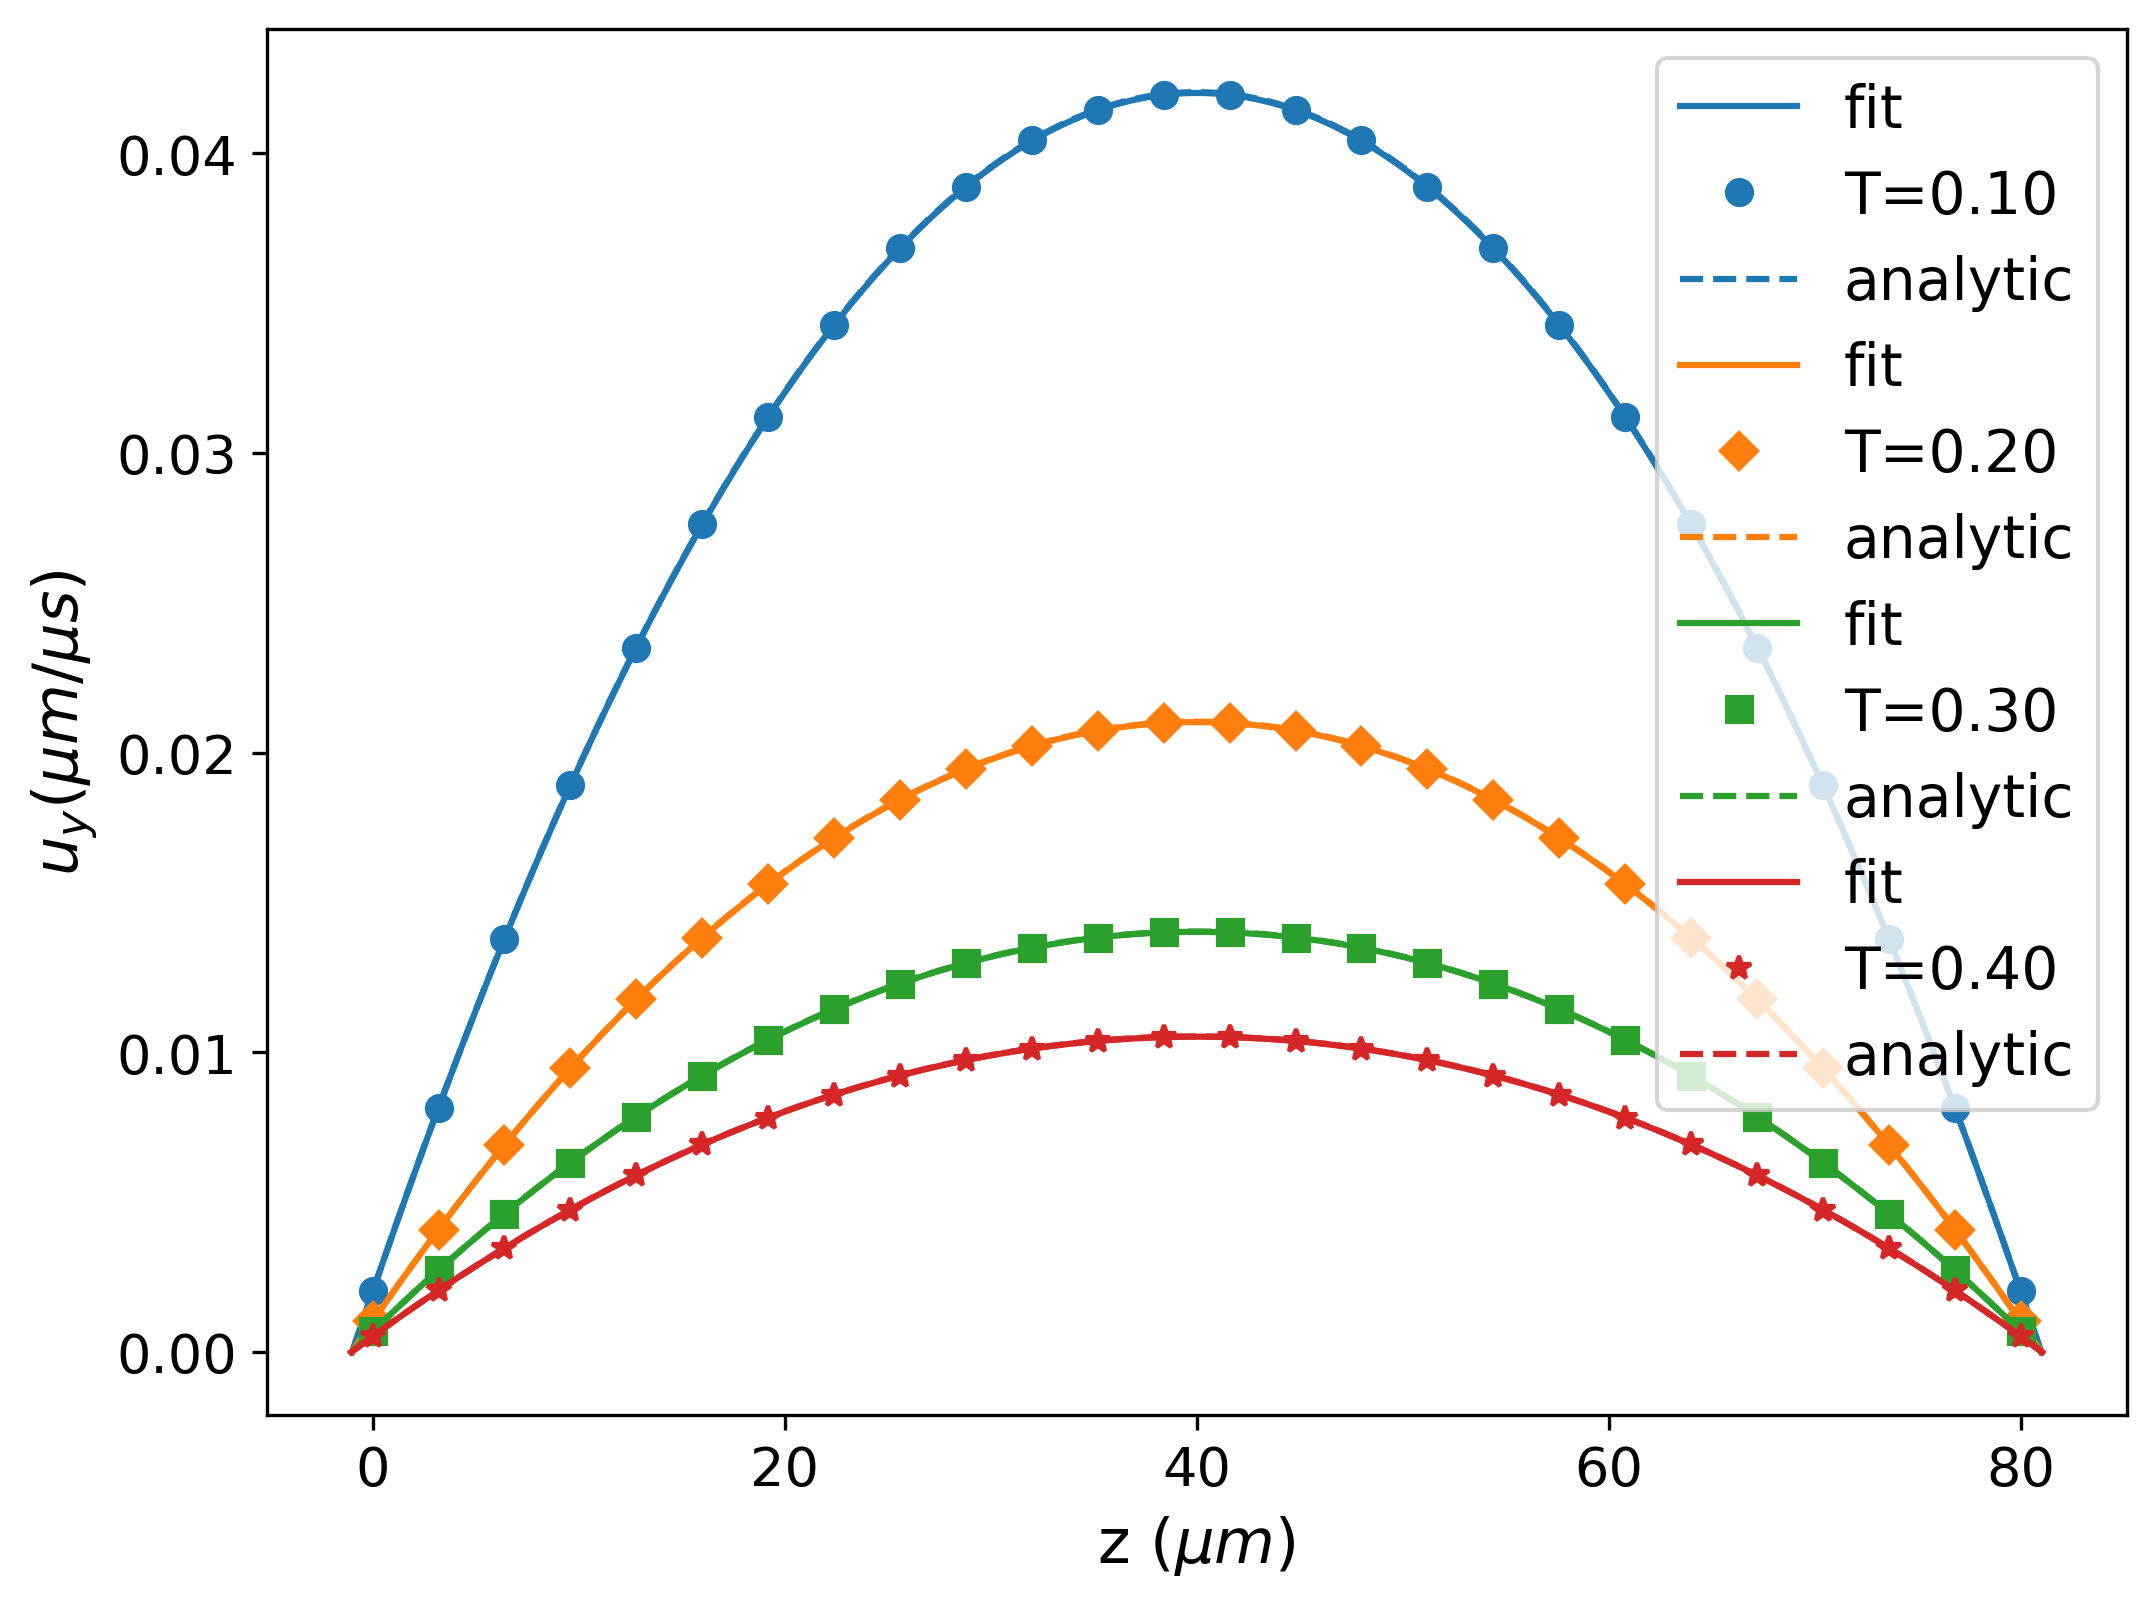 0.04
0.03
0.02
0.01
0.00
u_y(μm/μs)
0 20 40 60 80
z (μm)
fit
T=0.10
analytic
fit
T=0.20
analytic
fit
T=0.30
analytic
fit
T=0.40
analytic